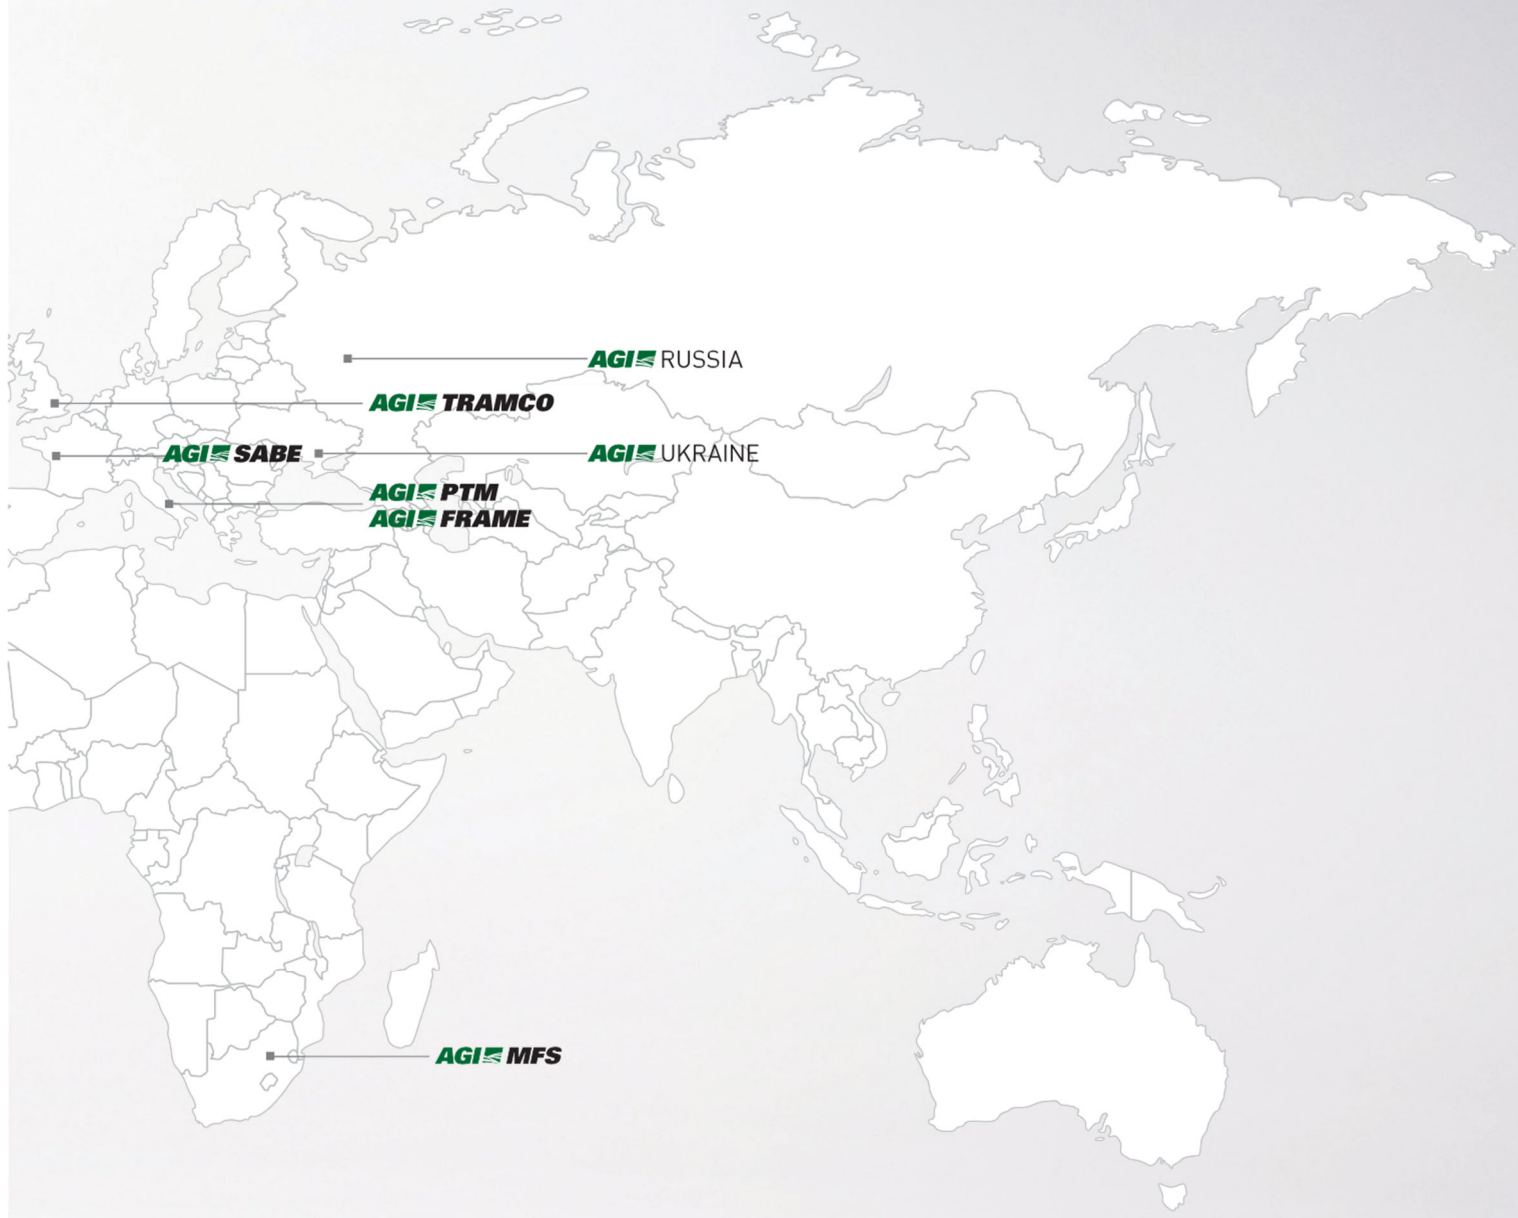 AGI RUSSIA
AGI TRAMCO
AGI SABE
AGI UKRAINE
AGI PTM
AGI FRAME
AGI MFS